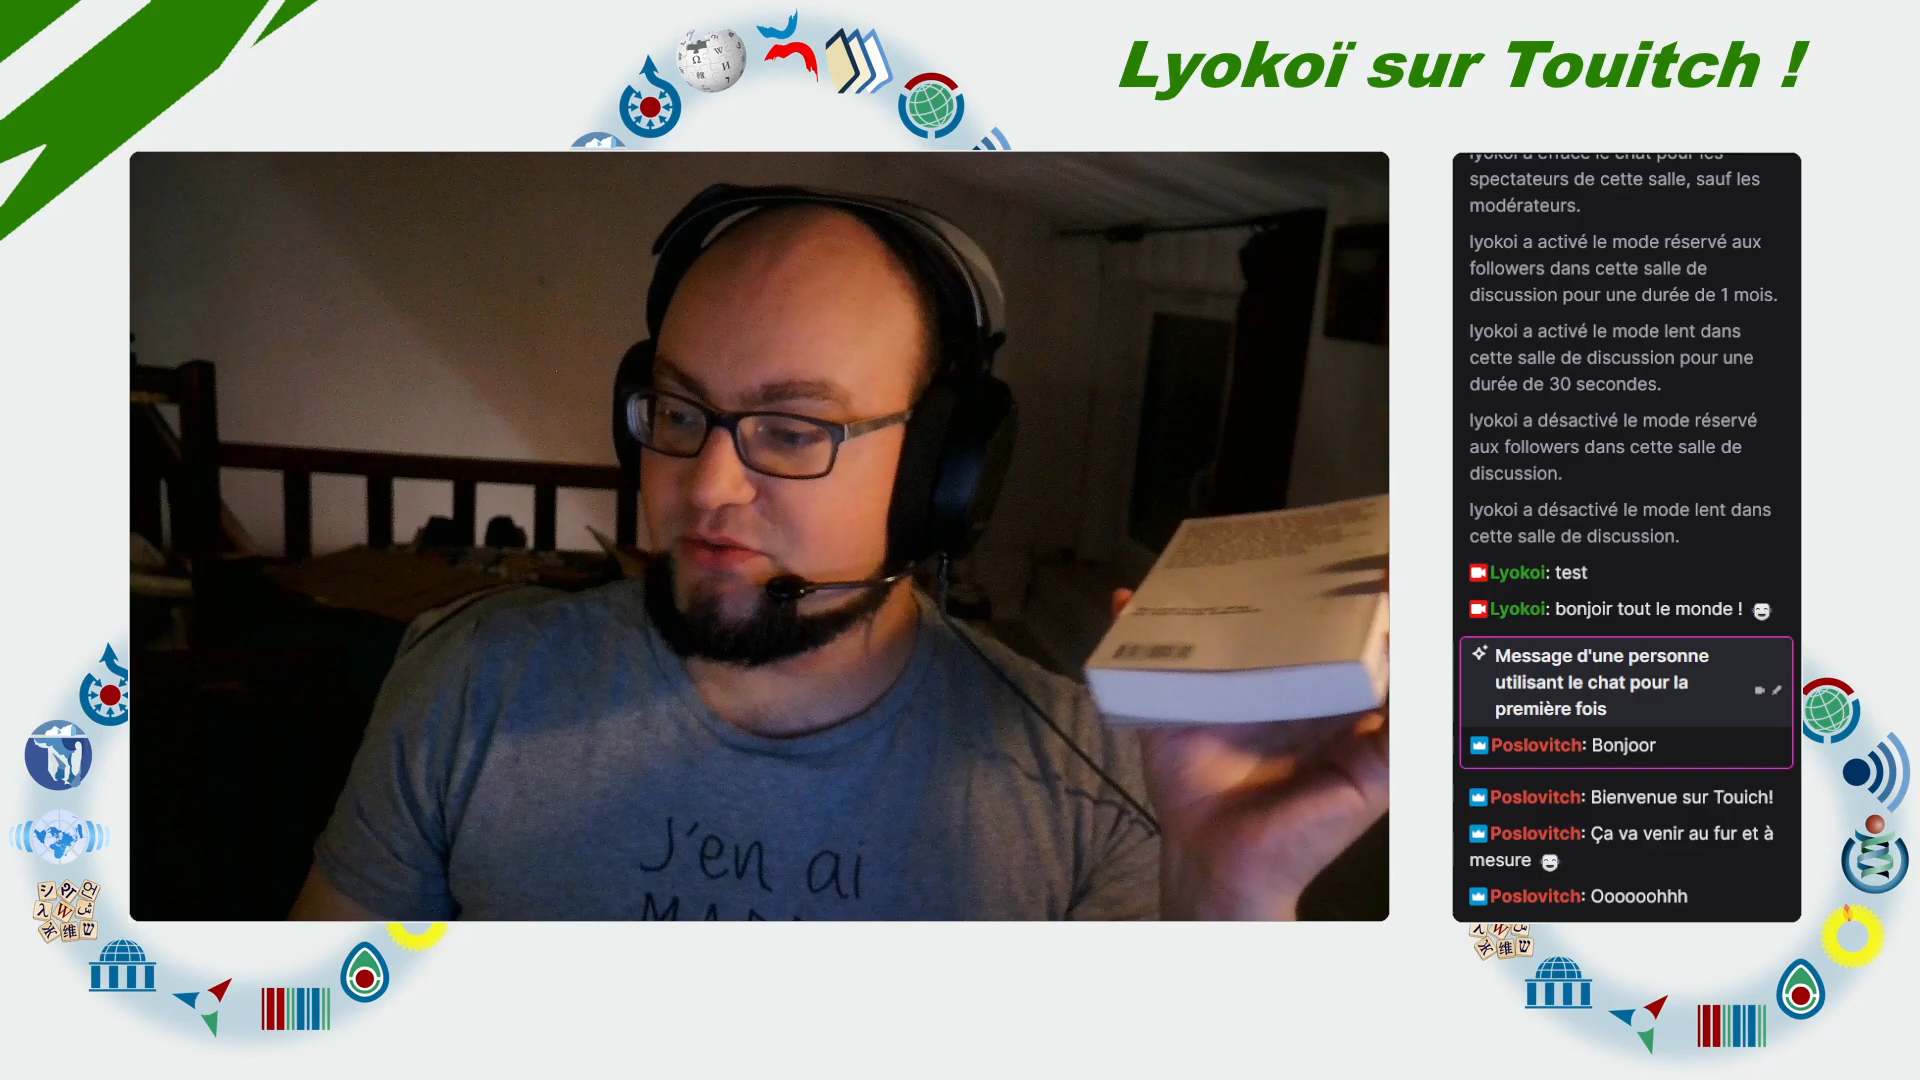 Lyokoï sur Touitch !
spectateurs de cette salle, sauf les
modérateurs.
lyokoi a activé le mode réservé aux
followers dans cette salle de
discussion pour une durée de 1 mois.
lyokoi a activé le mode lent dans
cette salle de discussion pour une
durée de 30 secondes.
lyokoi a désactivé le mode réservé
aux followers dans cette salle de
discussion.
lyokoi a désactivé le mode lent dans
cette salle de discussion.
Lyokoi: test
Lyokoi: bonjoir tout le monde !
Message d'une personne
utilisant le chat pour la
première fois
Poslovitch: Bonjoor
Poslovitch: Bienvenue sur Touich!
Poslovitch: Ça va venir au fur et à
mesure
Poslovitch: Oooooohhh
J'en ai